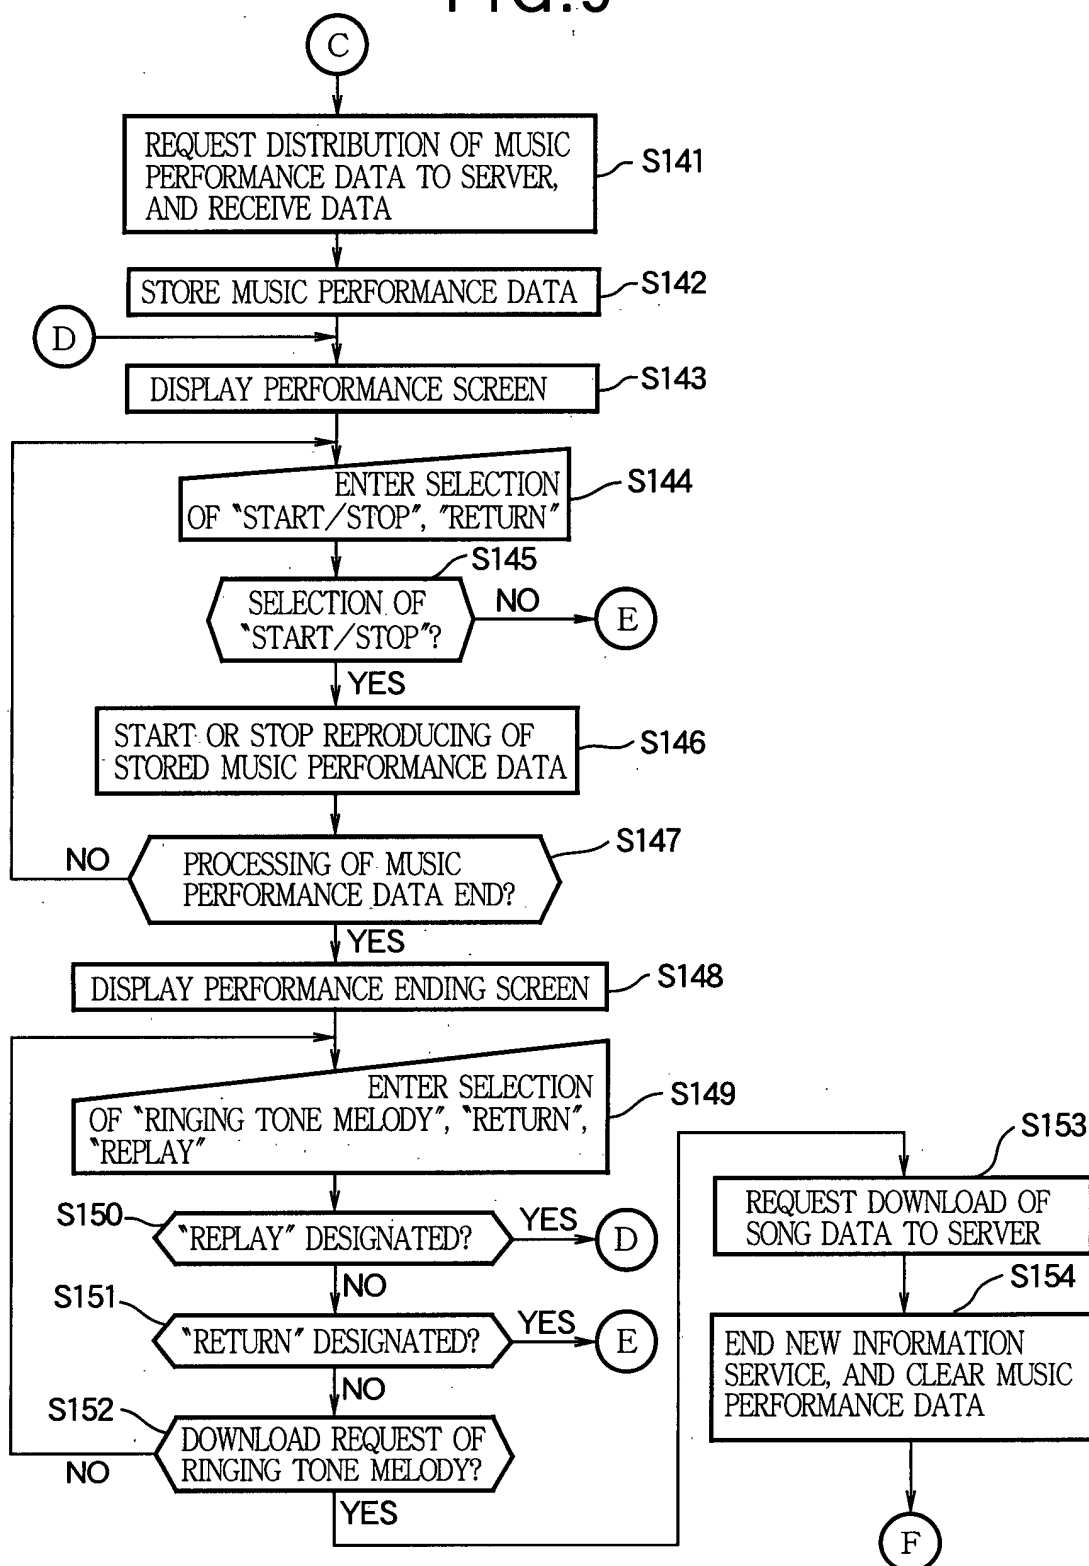 FIG.9
C
REQUEST DISTRIBUTION OF MUSIC
PERFORMANCE DATA TO SERVER,
AND RECEIVE DATA
S141
STORE MUSIC PERFORMANCE DATA
S142
D
DISPLAY PERFORMANCE SCREEN
S143
ENTER SELECTION
OF "START/STOP", "RETURN"
S144
S145
SELECTION OF
"START/STOP"?
NO
E
YES
START OR STOP REPRODUCING OF
STORED MUSIC PERFORMANCE DATA
S146
S147
PROCESSING OF MUSIC
PERFORMANCE DATA END?
NO
YES
DISPLAY PERFORMANCE ENDING SCREEN
S148
ENTER SELECTION
OF "RINGING TONE MELODY", "RETURN",
"REPLAY"
S149
S150
"REPLAY" DESIGNATED?
YES
D
NO
S151
"RETURN" DESIGNATED?
YES
E
NO
S152
DOWNLOAD REQUEST OF
RINGING TONE MELODY?
NO
YES
S153
REQUEST DOWNLOAD OF
SONG DATA TO SERVER
S154
END NEW INFORMATION
SERVICE, AND CLEAR MUSIC
PERFORMANCE DATA
F